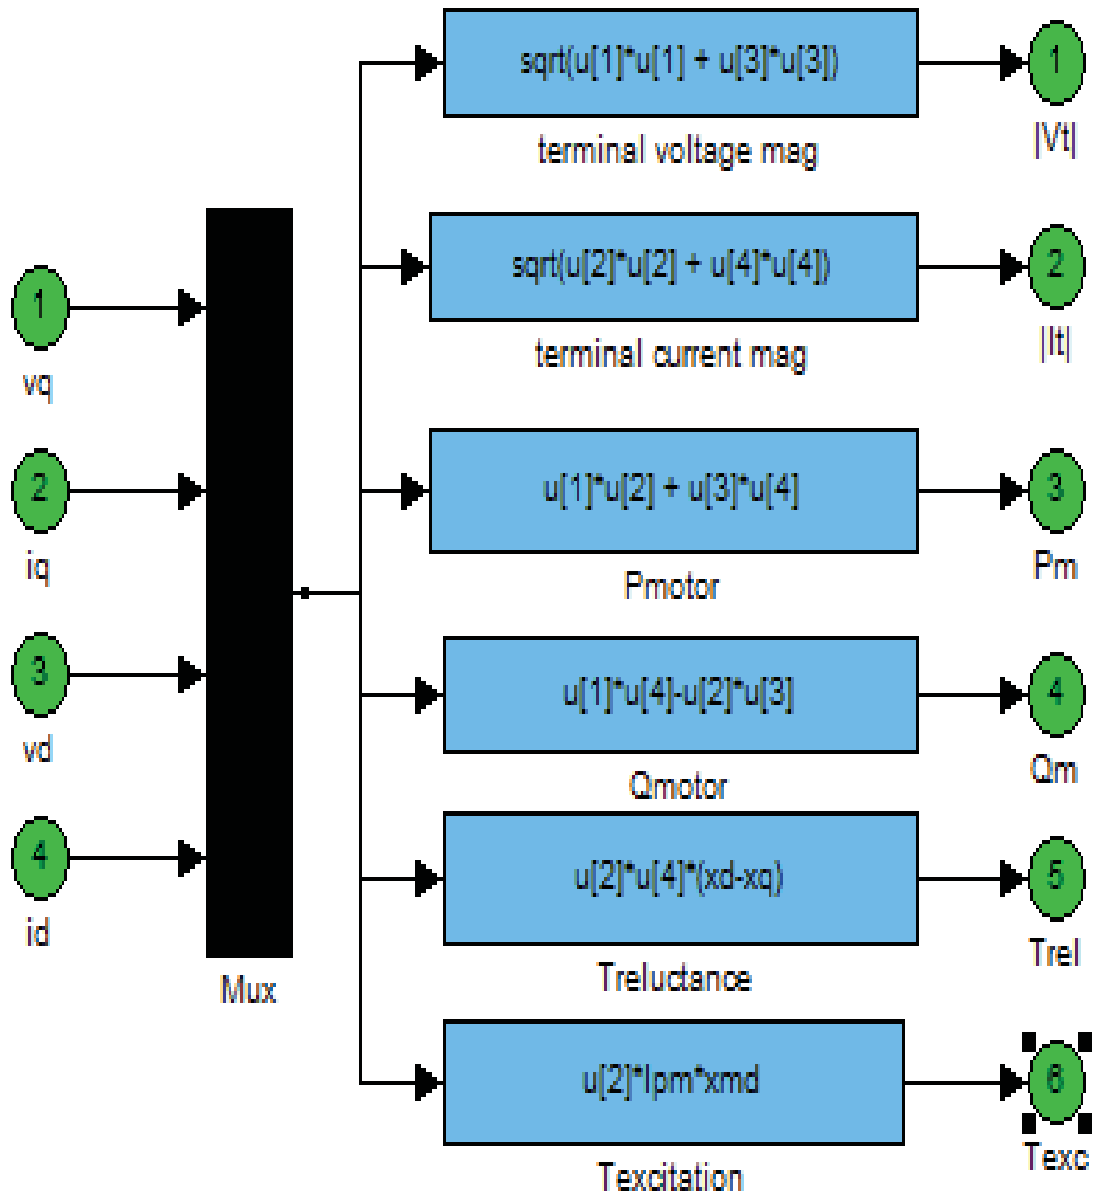 sqrt(u[1]*u[1] + u[3]*u[3])
terminal voltage mag
1
|Vt|
sqrt(u[2]*u[2] + u[4]*u[4])
terminal current mag
2
|It|
1
vq
2
iq
3
vd
4
id
Mux
u[1]*u[2] + u[3]*u[4]
Pmotor
3
Pm
u[1]*u[4]-u[2]*u[3]
Qmotor
4
Qm
u[2]*u[4]*(xd-xq)
Treluctance
5
Trel
u[2]*Ipm*xmd
Texcitation
6
Texc